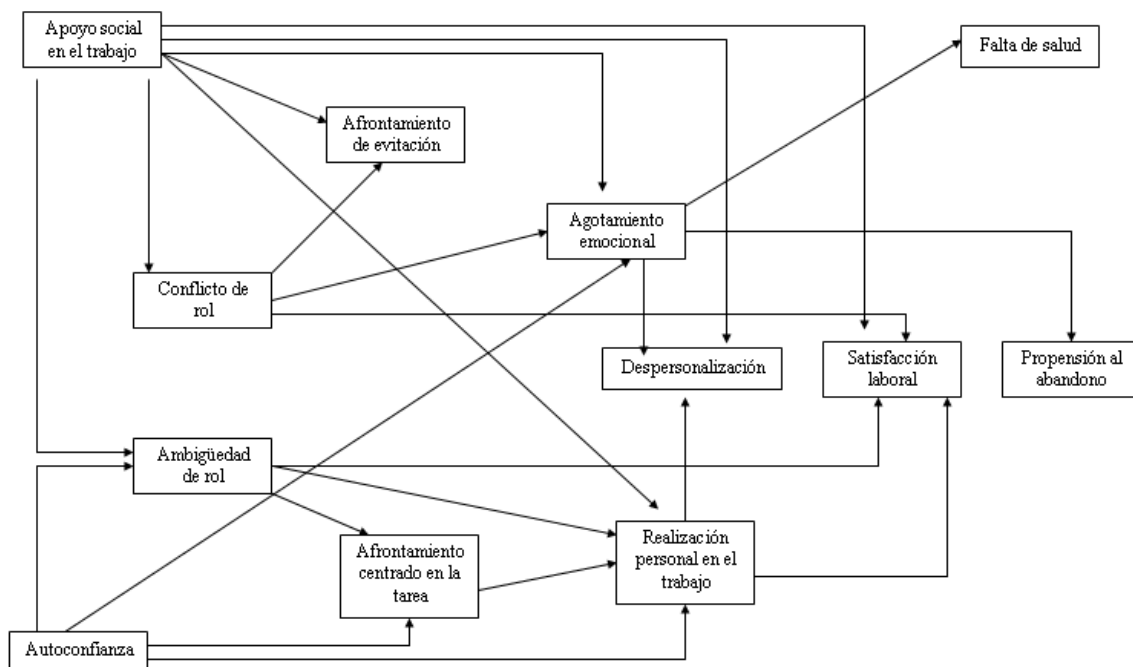 Apoyo social
en el trabajo
Falta de salud
Afrontamiento
de evitación
Agotamiento
emocional
Conflicto de
rol
Despersonalización
Satisfacción
laboral
Propensión al
abandono
Ambigüedad
de rol
Afrontamiento
centrado en la
tarea
Realización
personal en el
trabajo
Autoconfianza